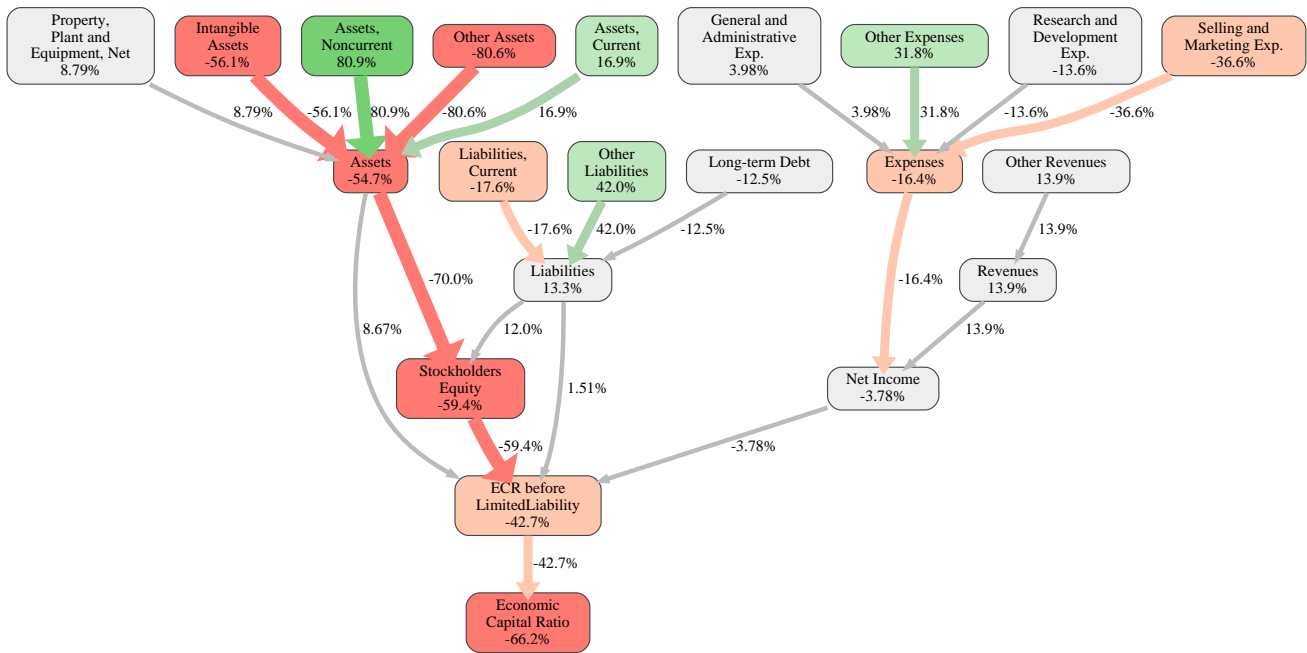 Property,
Plant and
Equipment, Net
8.79%
Intangible
Assets
-56.1%
Assets,
Noncurrent
80.9%
Other Assets
-80.6%
Assets,
Current
16.9%
General and
Administrative
Exp.
3.98%
Other Expenses
31.8%
Research and
Development
Exp.
-13.6%
Selling and
Marketing Exp.
-36.6%
8.79%
-56.1%
80.9%
-80.6%
16.9%
3.98%
31.8%
-13.6%
-36.6%
Assets
-54.7%
Liabilities,
Current
-17.6%
Other
Liabilities
42.0%
Long-term Debt
-12.5%
Expenses
-16.4%
Other Revenues
13.9%
-17.6%
42.0%
-12.5%
13.9%
Liabilities
13.3%
Revenues
13.9%
-70.0%
-16.4%
8.67%
12.0%
13.9%
Stockholders
Equity
-59.4%
1.51%
Net Income
-3.78%
-59.4%
-3.78%
ECR before
LimitedLiability
-42.7%
-42.7%
Economic
Capital Ratio
-66.2%